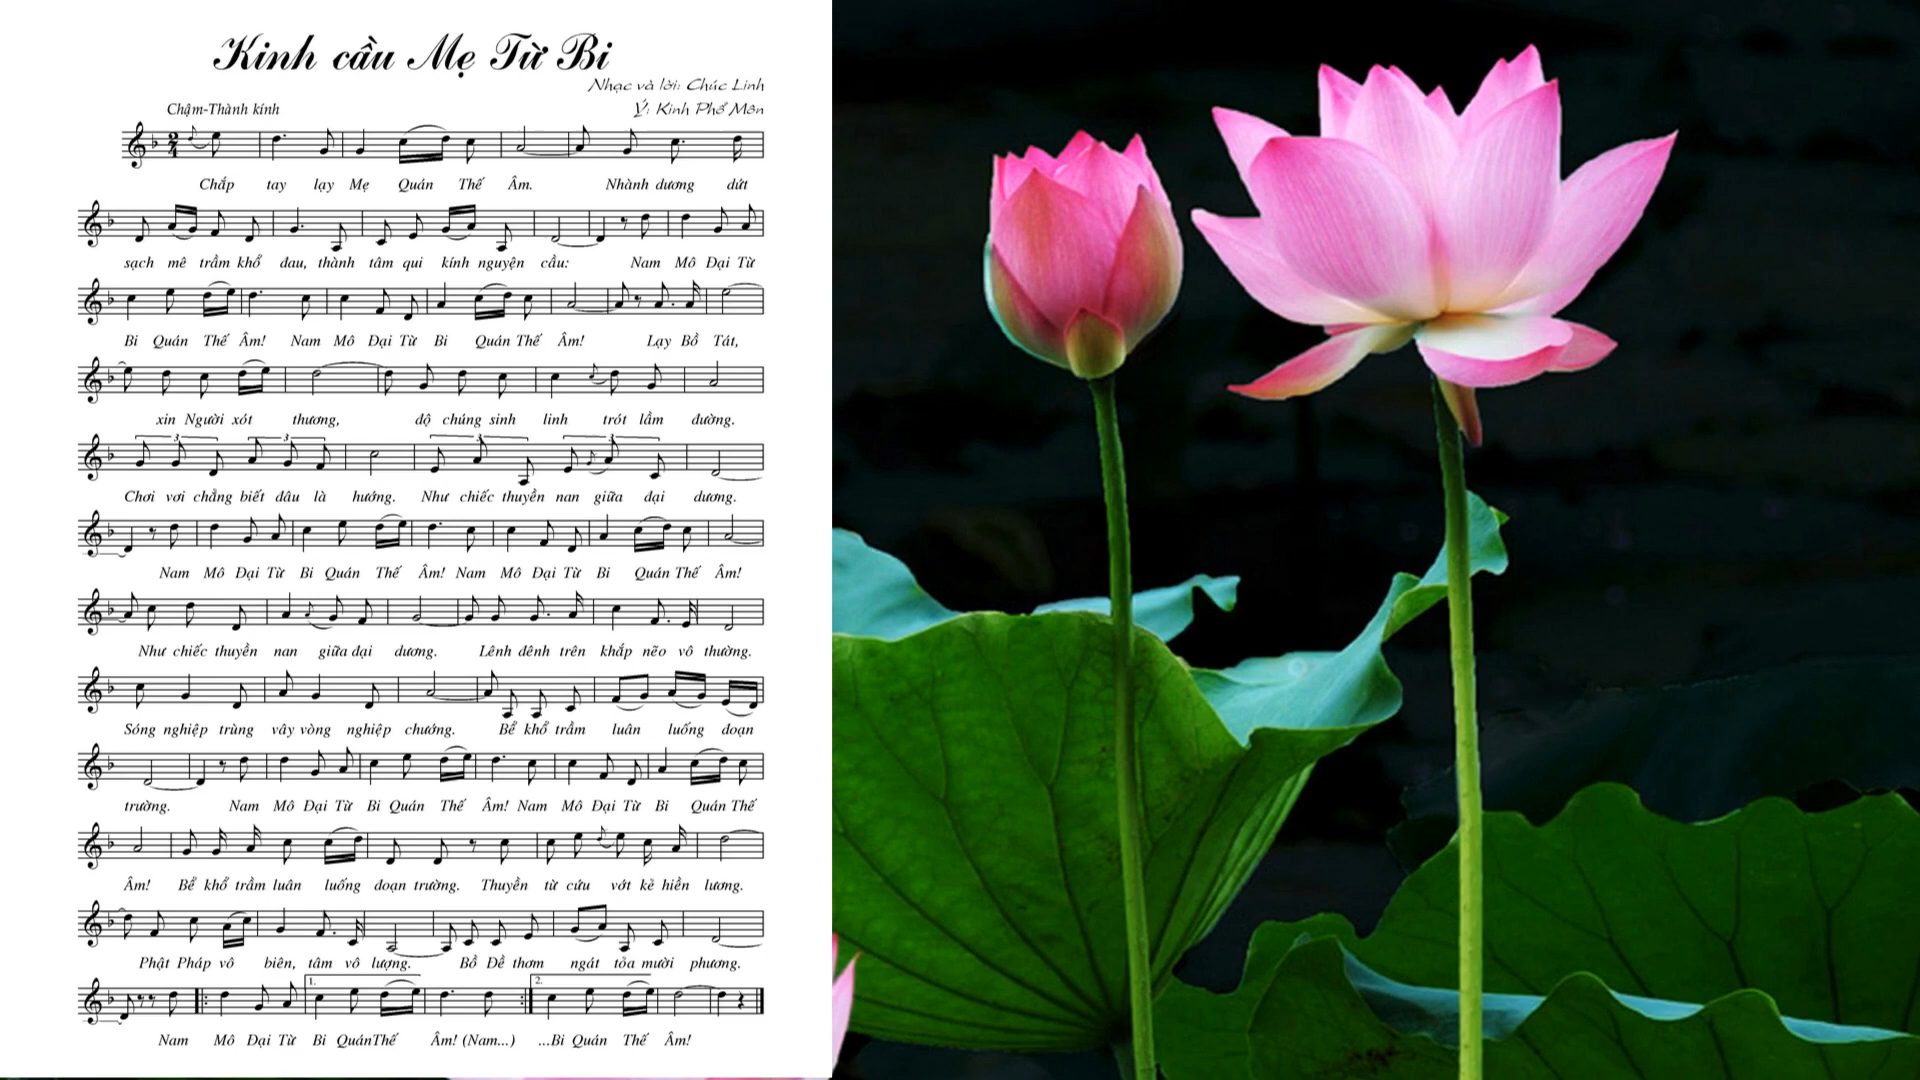 Kinh cầu Mẹ Từ Bi
Nhạc và lời: Chúc Linh
Chậm-Thành kính
Ý: Kinh Phổ Môn
Chắp tay lạy Mẹ Quán Thế Âm. Nhành dương dứt
sạch mê trầm khổ đau, thành tâm qui kính nguyện cầu: Nam Mô Đại Từ
Bi Quán Thế Âm! Nam Mô Đại Từ Bi Quán Thế Âm! Lạy Bồ Tát,
xin Người xót thương, độ chúng sinh linh trót lầm đường.
3 3 3 3
Chơi vơi chẳng biết đâu là hướng. Như chiếc thuyền nan giữa đại dương.
Nam Mô Đại Từ Bi Quán Thế Âm! Nam Mô Đại Từ Bi Quán Thế Âm!
Như chiếc thuyền nan giữa đại dương. Lênh đênh trên khắp nẽo vô thường.
Sóng nghiệp trùng vây vòng nghiệp chướng. Bể khổ trầm luân luống đoạn
trường. Nam Mô Đại Từ Bi Quán Thế Âm! Nam Mô Đại Từ Bi Quán Thế
Âm! Bể khổ trầm luân luống đoạn trường. Thuyền từ cứu vớt kẻ hiền lương.
Phật Pháp vô biên, tâm vô lượng. Bồ Đề thơm ngát tỏa mười phương.
1. 2.
Nam Mô Đại Từ Bi QuánThế Âm! (Nam...) ...Bi Quán Thế Âm!